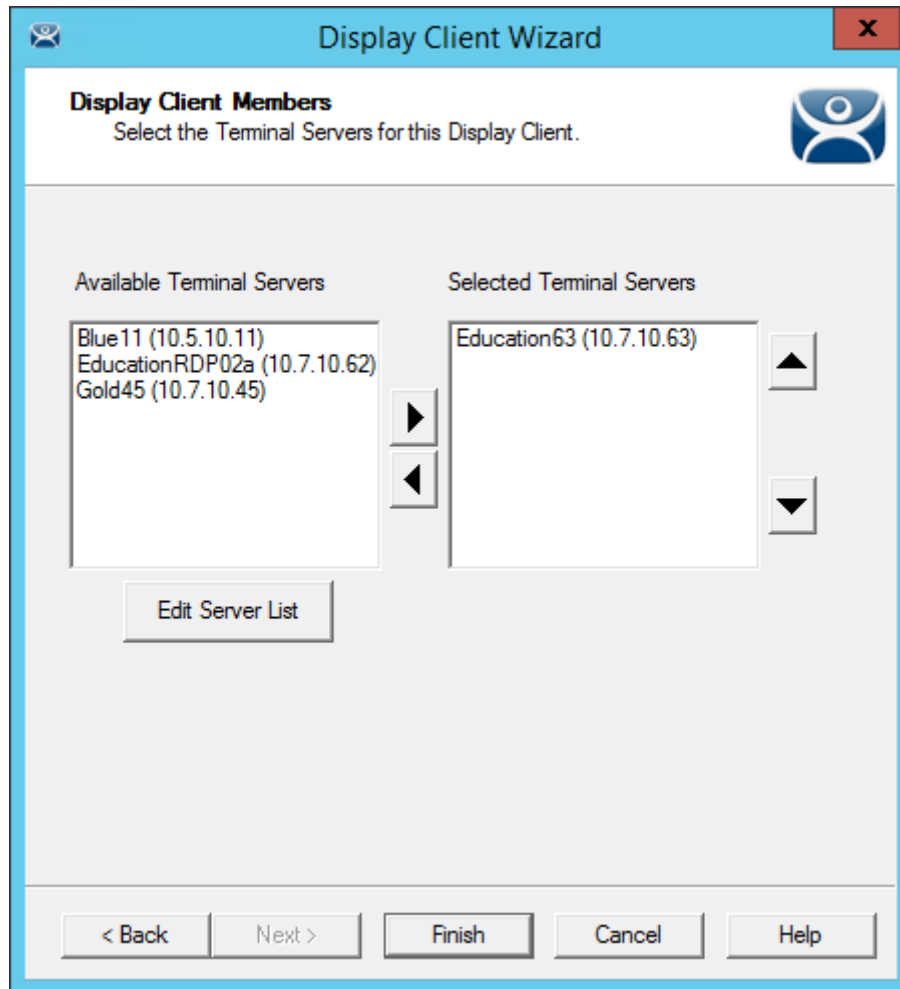 Display Client Wizard
x
Display Client Members
Select the Terminal Servers for this Display Client.
Available Terminal Servers
Selected Terminal Servers
Blue11 (10.5.10.11)
EducationRDP02a (10.7.10.62)
Gold45 (10.7.10.45)
Education63 (10.7.10.63)
Edit Server List
< Back
Next >
Finish
Cancel
Help